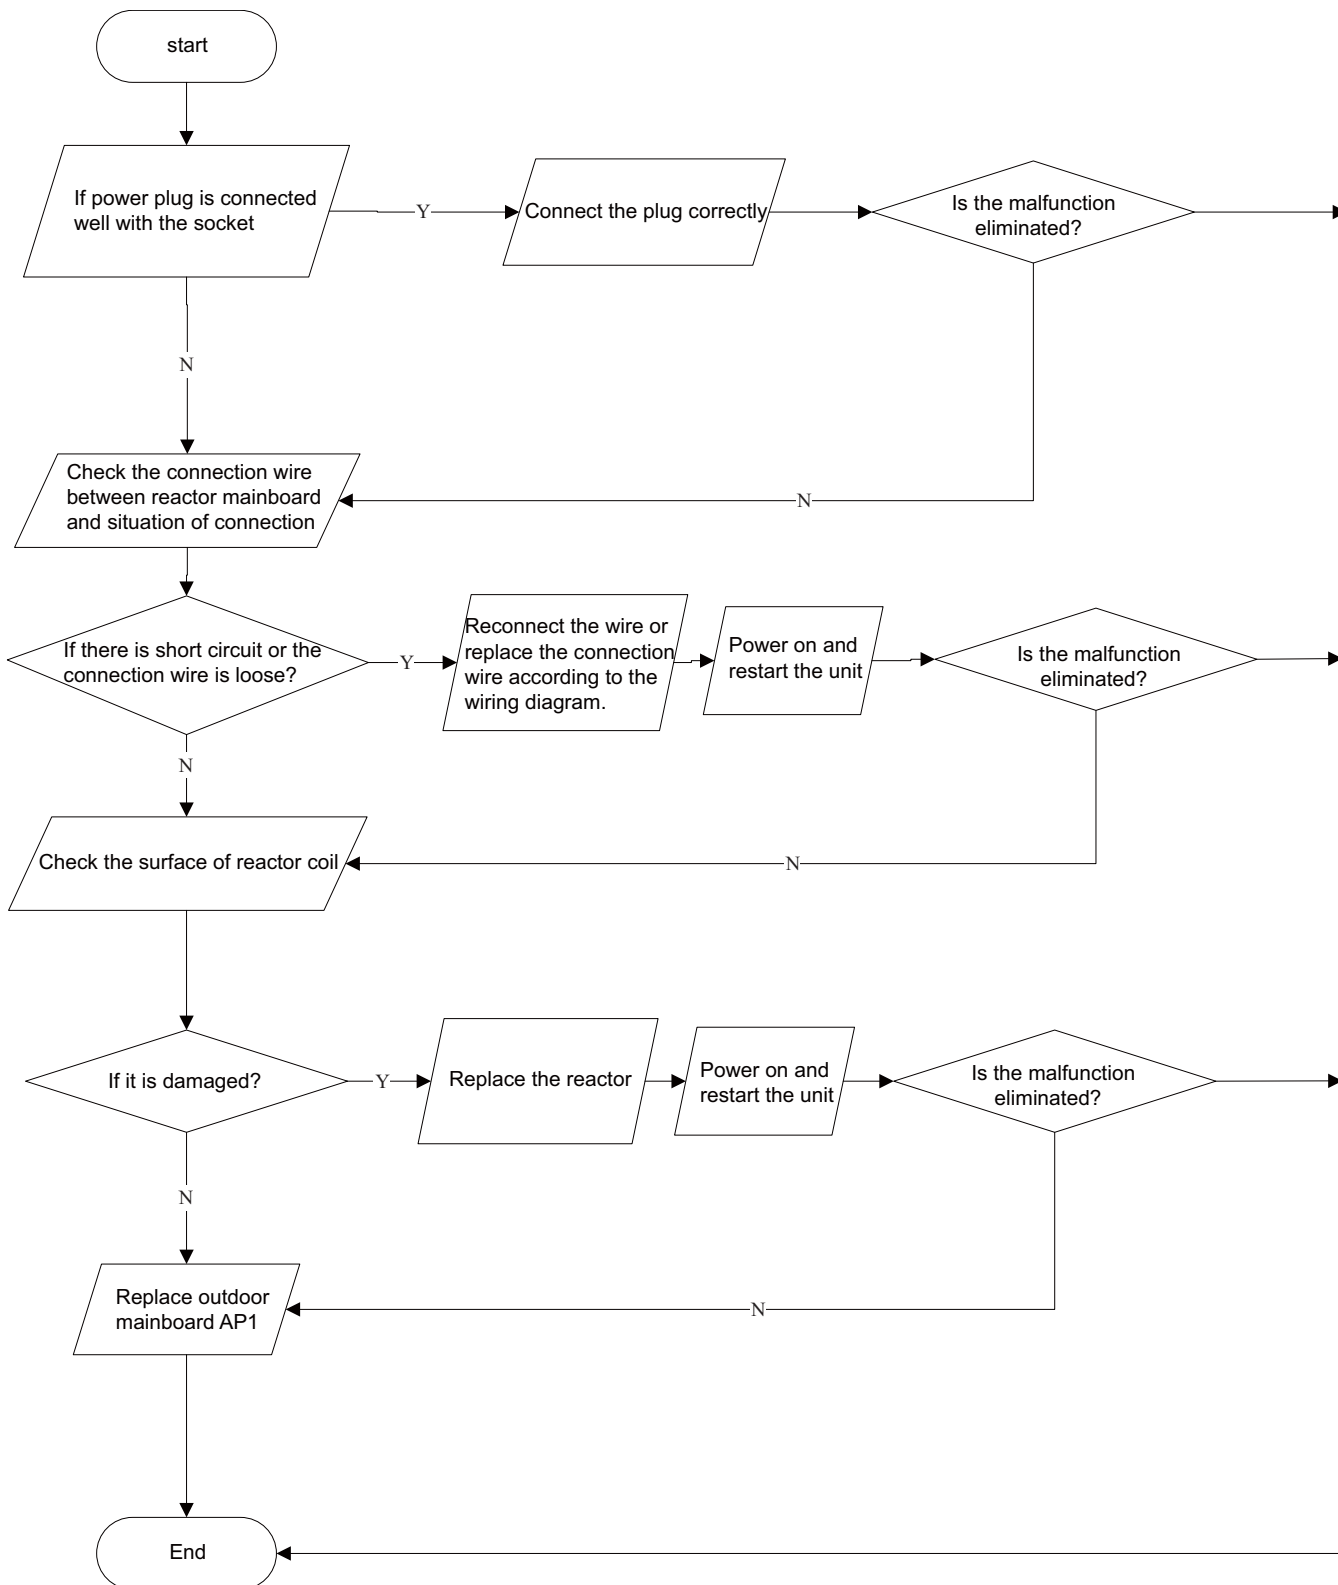 start
If power plug is connected
well with the socket
Y
Connect the plug correctly
Is the malfunction
eliminated?
N
Check the connection wire
between reactor mainboard
and situation of connection
N
If there is short circuit or the
connection wire is loose?
Y
Reconnect the wire or
replace the connection
wire according to the
wiring diagram.
Power on and
restart the unit
Is the malfunction
eliminated?
N
Check the surface of reactor coil
N
If it is damaged?
Y
Replace the reactor
Power on and
restart the unit
Is the malfunction
eliminated?
N
Replace outdoor
mainboard AP1
N
End